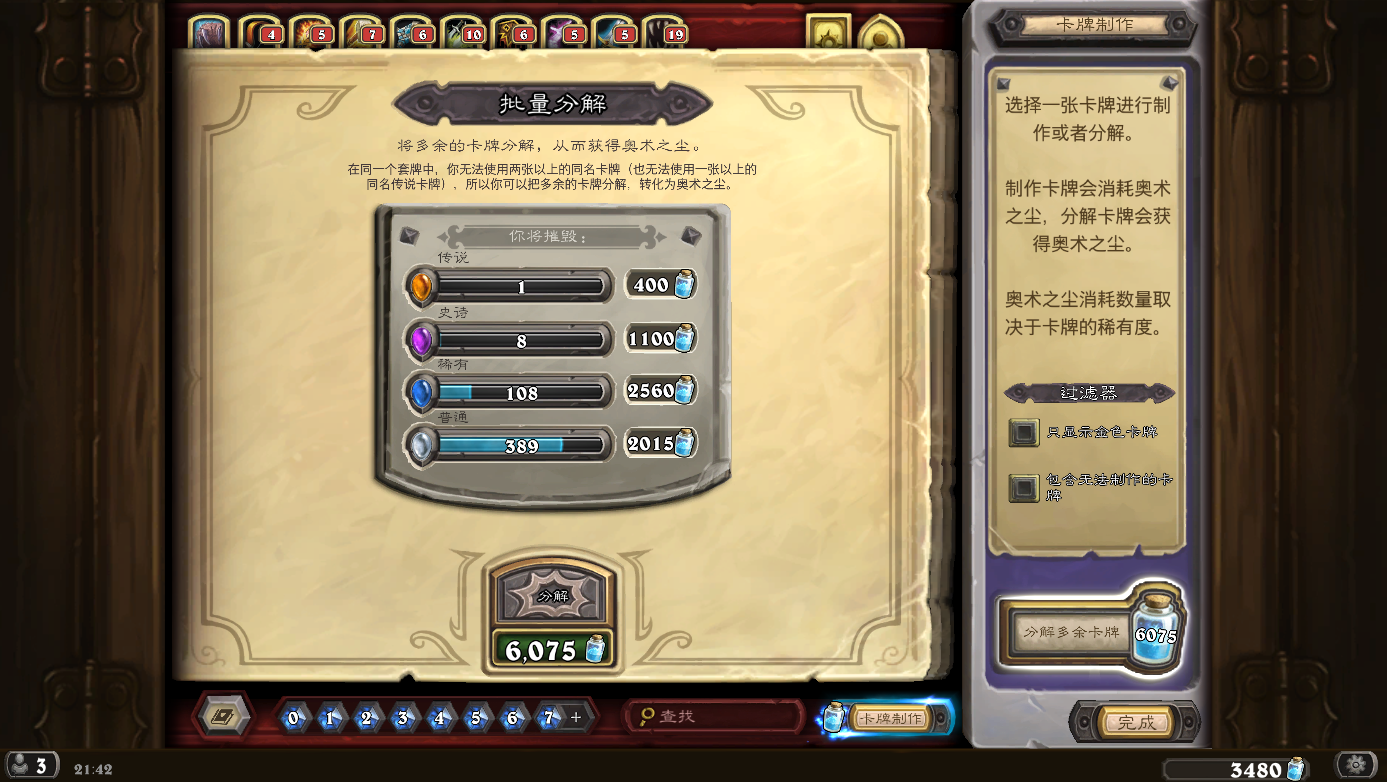 4
5
7
6
10
6
5
5
19
批量分解
将多余的卡牌分解，从而获得奥术之尘。
在同一个套牌中，你无法使用两张以上的同名卡牌（也无法使用一张以上的
同名传说卡牌），所以你可以把多余的卡牌分解，转化为奥术之尘。
你将摧毁：
传说
1
400
史诗
8
1100
稀有
108
2560
普通
389
2015
分解
6,075
卡牌制作
选择一张卡牌进行制
作或者分解。
制作卡牌会消耗奥术
之尘，分解卡牌会获
得奥术之尘。
奥术之尘消耗数量取
决于卡牌的稀有度。
过滤器
只显示金色卡牌
包含无法制作的卡
牌
分解多余卡牌
6075
0
1
2
3
4
5
6
7
+
查找
卡牌制作
完成
3
21:42
3480